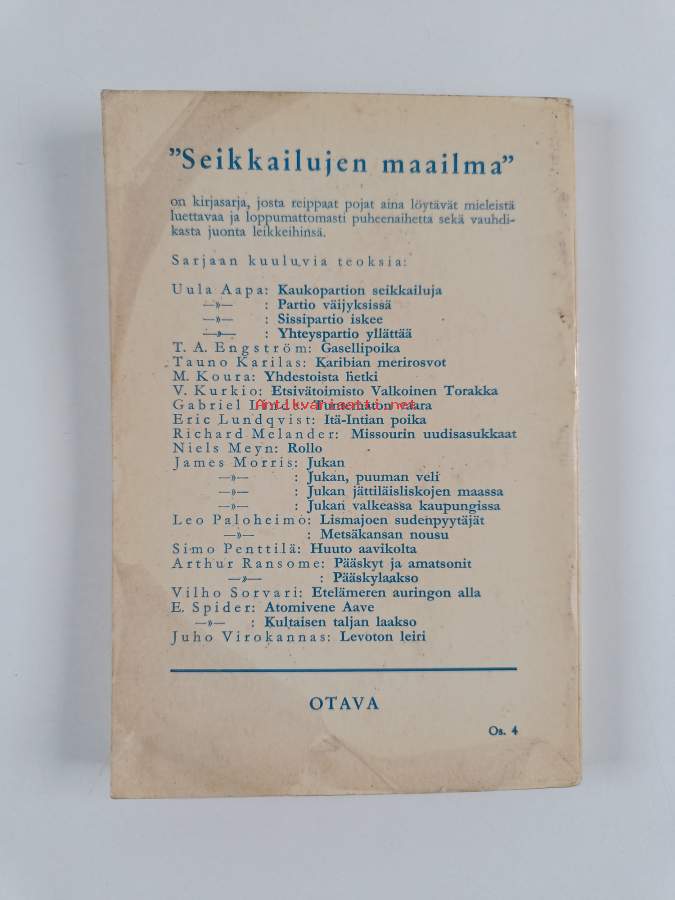 "Seikkailujen maailma"
on kirjasarja, josta reippaat pojat aina löytävät mieleistä
luettavaa ja loppumattomasti puheenaihetta sekä vauhdi-
kasta juonta leikkeihinsä.
Sarjaan kuuluvia teoksia:
Uula Aapa: Kaukopartion seikkailuja
—»— : Partio väijyksissä
—»— : Sissipartio iskee
—»— : Yhteyspartio yllättää
T. A. Engström: Gasellipoika
Tauno Karilas: Karibian merirosvot
M. Koura: Yhdestoista hetki
V. Kurkio: Etsivätoimisto Valkoinen Torakka
Gabriel Tuntematon vaara
Antikvariaatti.net
Eric Lundqvist: Itä-Intian poika
Richard Melander: Missourin uudisasukkaat
Niels Meyn: Rollo
James Morris: Jukan
—»— : Jukan, puuman veli
—»— : Jukan jättiläisliskojen maassa
—»— : Jukan valkeassa kaupungissa
Leo Paloheimo: Lismajoen sudenpyytäjät
—»— : Metsäkansan nousu
Simo Penttilä: Huuto aavikolta
Arthur Ransome: Pääskyt ja amatsonit
—»— : Pääskylaakso
Vilho Sorvari: Etelämeren auringon alla
E. Spider: Atomivene Aave
—»— : Kultaisen taljan laakso
Juho Virokannas: Levoton leiri
OTAVA
Os. 4